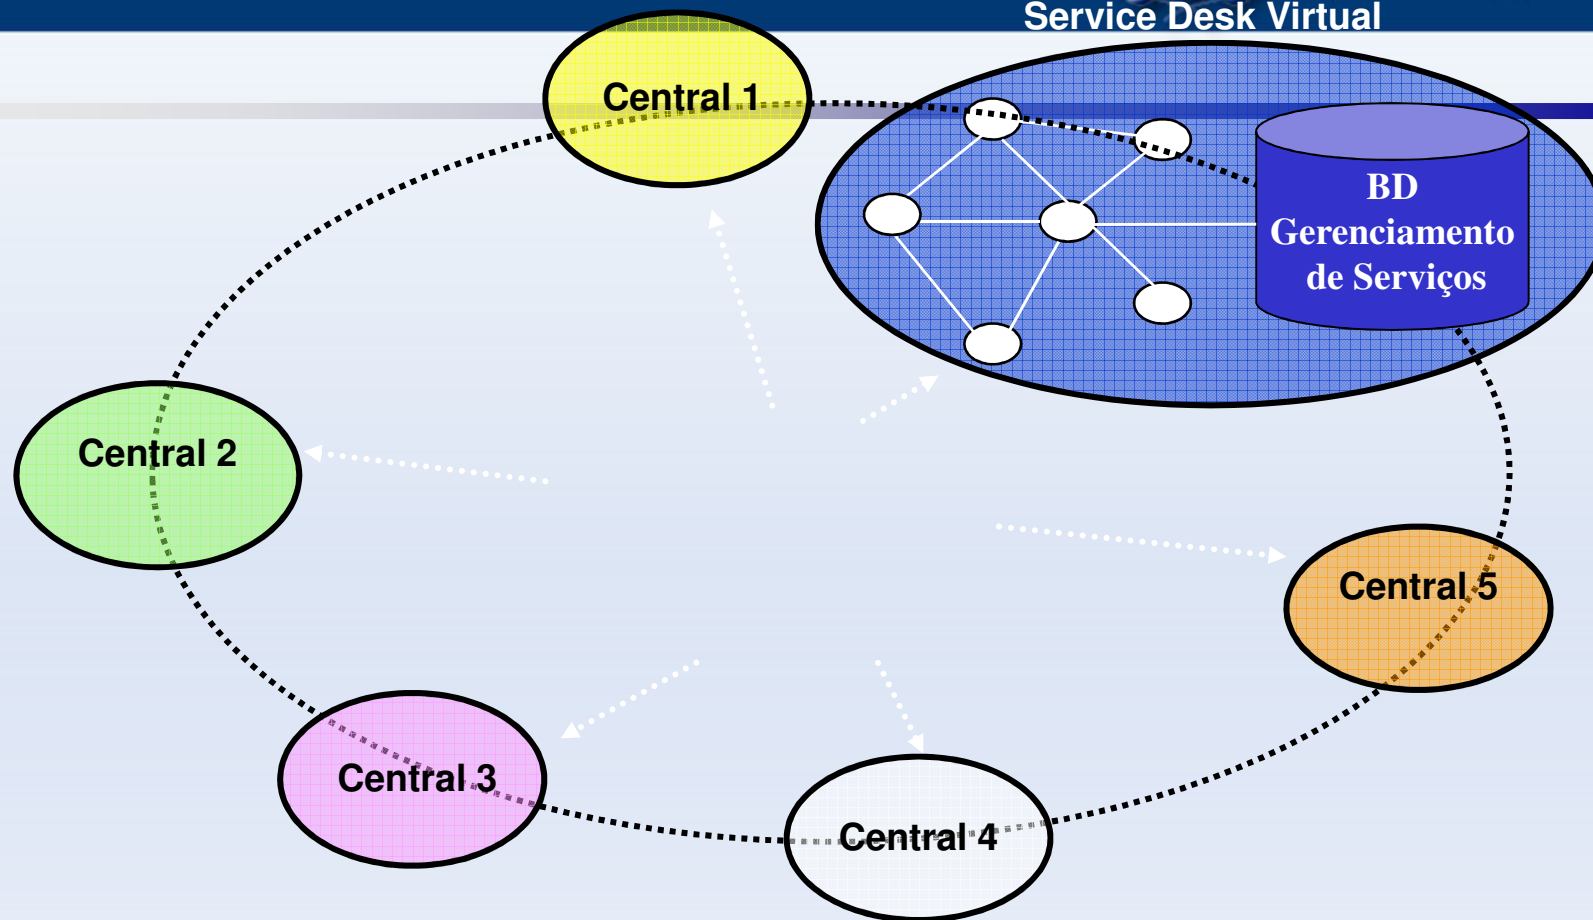 Service Desk Virtual
Central 1
BD
Gerenciamento
de Serviços
Central 2
Central 5
Central 3
Central 4